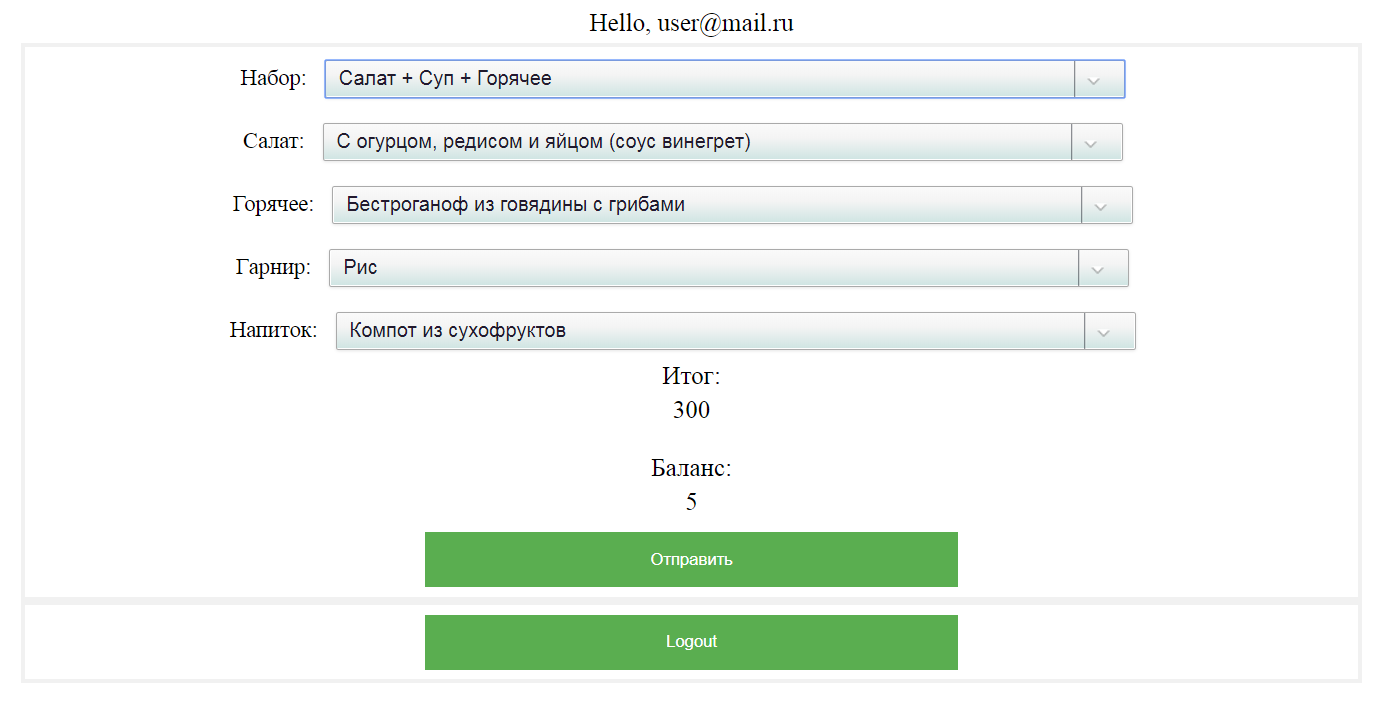 Hello, user@mail.ru
Набор: Салат + Суп + Горячее
Салат: С огурцом, редисом и яйцом (соус винегрет)
Горячее: Бестроганоф из говядины с грибами
Гарнир: Рис
Напиток: Компот из сухофруктов
Итог:
300
Баланс:
5
Отправить
Logout